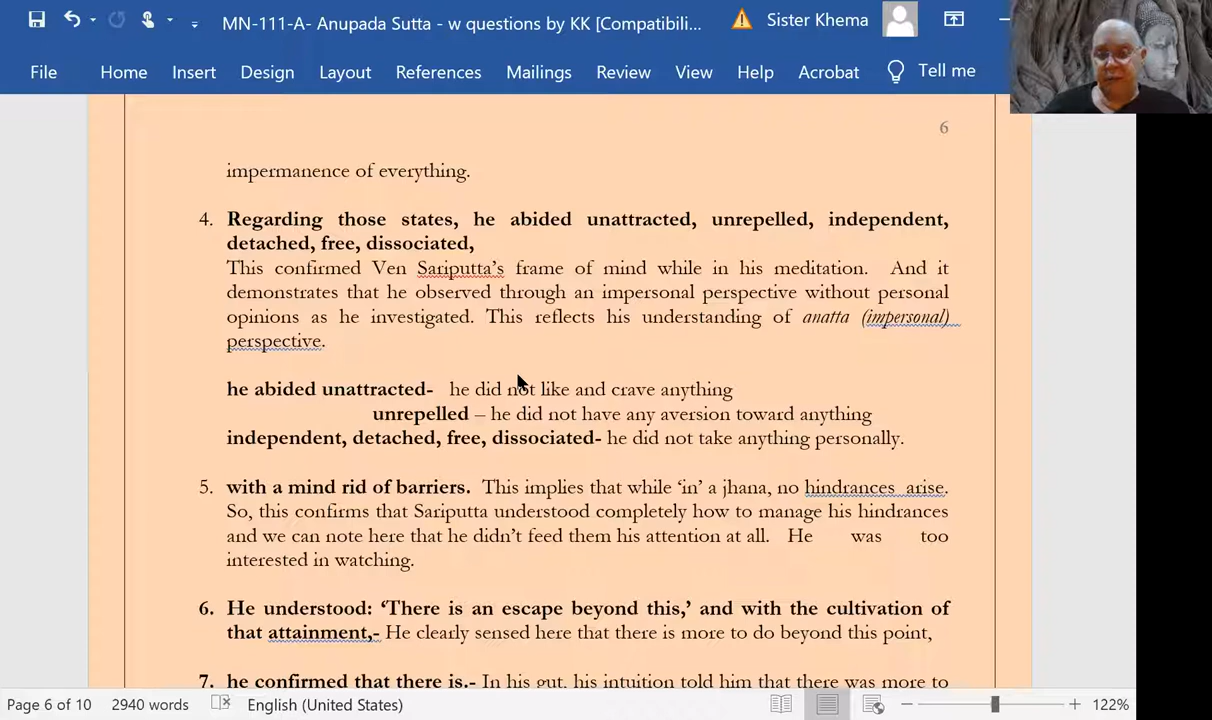 MN-111-A- Anupada Sutta - w questions by KK [Compatibili...
Sister Khema
File Home Insert Design Layout References Mailings Review View Help Acrobat Tell me
6
impermanence of everything.
4. Regarding those states, he abided unattracted, unrepelled, independent,
detached, free, dissociated,
This confirmed Ven Sariputta's frame of mind while in his meditation. And it
demonstrates that he observed through an impersonal perspective without personal
opinions as he investigated. This reflects his understanding of anatta (impersonal)
perspective.
he abided unattracted- he did not like and crave anything
unrepelled – he did not have any aversion toward anything
independent, detached, free, dissociated- he did not take anything personally.
5. with a mind rid of barriers. This implies that while 'in' a jhana, no hindrances arise.
So, this confirms that Sariputta understood completely how to manage his hindrances
and we can note here that he didn't feed them his attention at all. He was too
interested in watching.
6. He understood: 'There is an escape beyond this,' and with the cultivation of
that attainment,- He clearly sensed here that there is more to do beyond this point,
7. he confirmed that there is.- In his gut, his intuition told him that there was more to
Page 6 of 10 2940 words English (United States) 122%